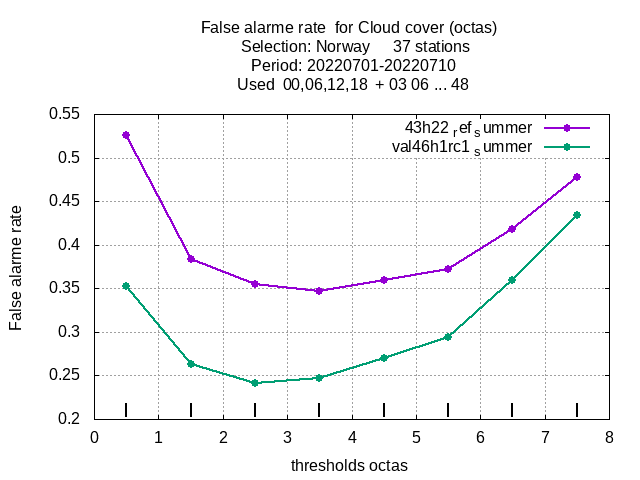 False alarme rate  for Cloud cover (octas)
Selection: Norway     37 stations
Period: 20220701-20220710
Used  00,06,12,18  + 03 06 ... 48
43h22ᵣefₛummer
val46h1rc1ₛummer
0.55
0.5
0.45
0.4
0.35
0.3
0.25
0.2
False alarme rate
0 1 2 3 4 5 6 7 8
thresholds octas